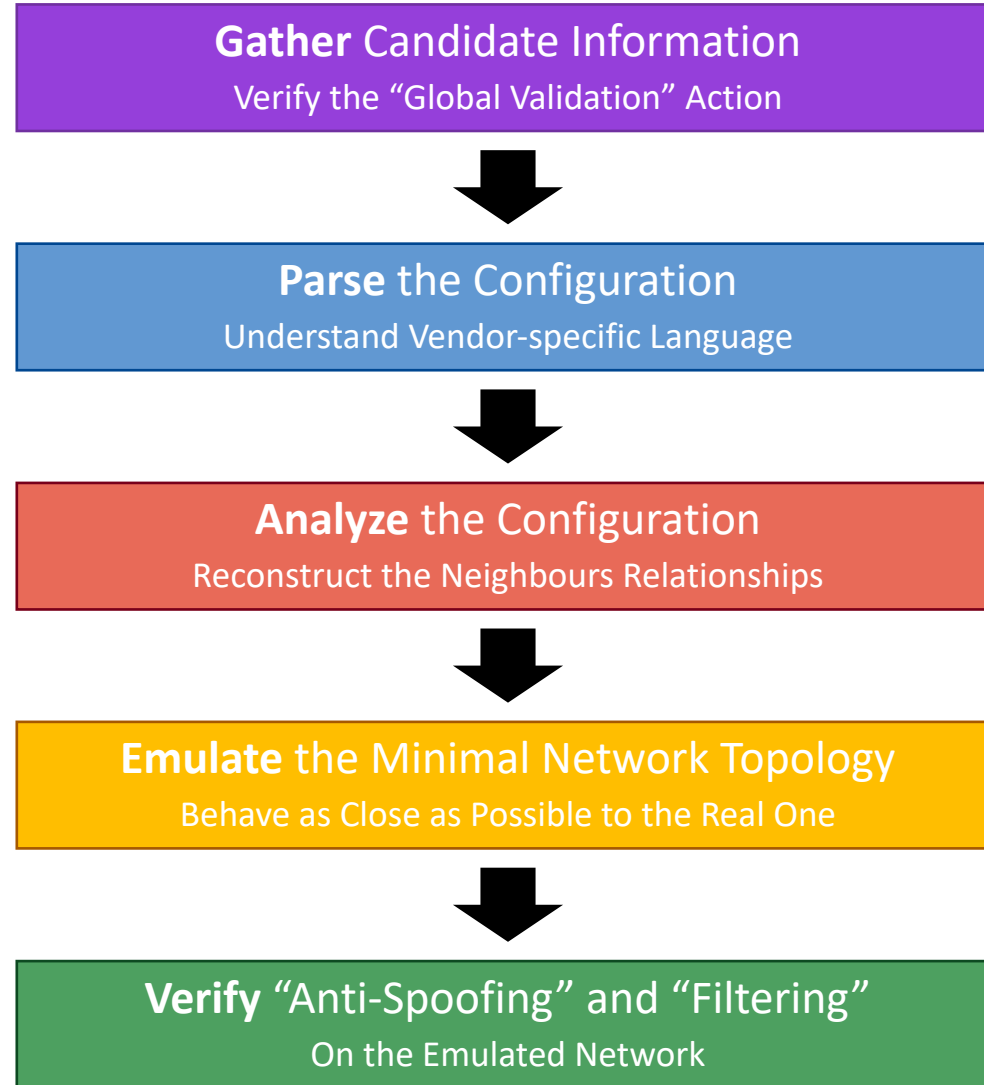 Gather Candidate Information
Verify the “Global Validation” Action
Parse the Configuration
Understand Vendor-specific Language
Analyze the Configuration
Reconstruct the Neighbours Relationships
Emulate the Minimal Network Topology
Behave as Close as Possible to the Real One
Verify “Anti-Spoofing” and “Filtering”
On the Emulated Network